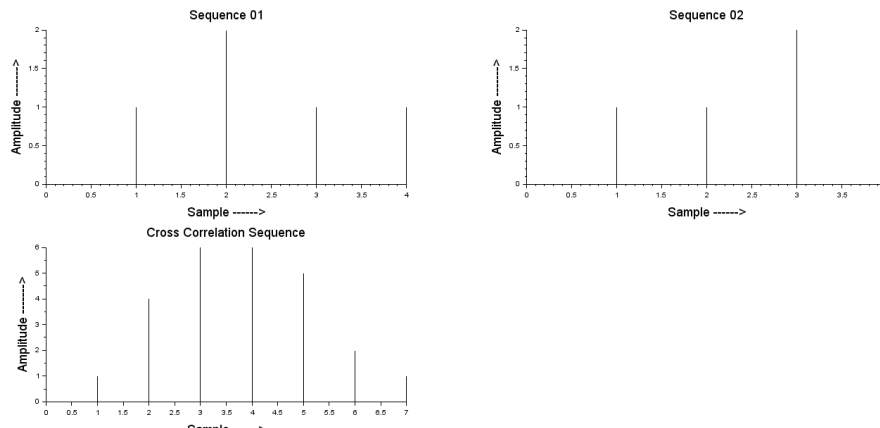 Sequence 01
Amplitude ------->
2
1.5
1
0.5
0
0 0.5 1 1.5 2 2.5 3 3.5 4
Sample ------>
Sequence 02
Amplitude ------->
2
1.5
1
0.5
0
0 0.5 1 1.5 2 2.5 3 3.5
Sample ------>
Cross Correlation Sequence
Amplitude ------->
6
5
4
3
2
1
0
0 0.5 1 1.5 2 2.5 3 3.5 4 4.5 5 5.5 6 6.5 7
Sample ------>